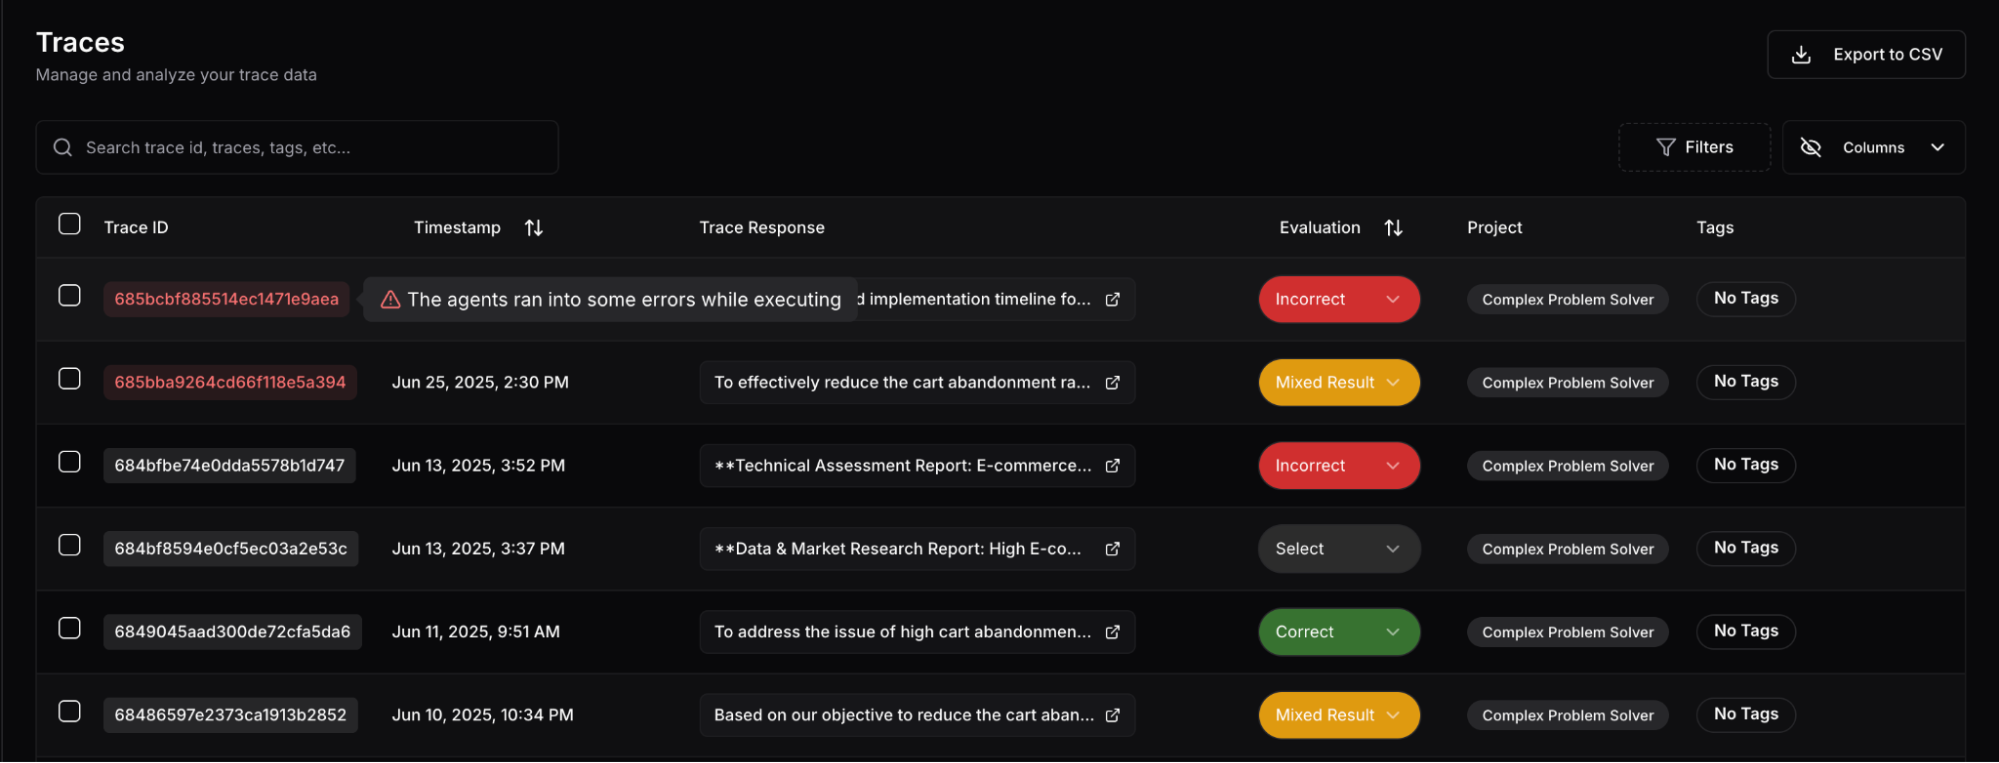 Traces
Manage and analyze your trace data
Export to CSV
Search trace id, traces, tags, etc...
Filters
Columns
Trace ID Timestamp Trace Response Evaluation Project Tags
685bcbf885514ec1471e9aea The agents ran into some errors while executing d implementation timeline fo... Incorrect Complex Problem Solver No Tags
685bba9264cd66f118e5a394 Jun 25, 2025, 2:30 PM To effectively reduce the cart abandonment ra... Mixed Result Complex Problem Solver No Tags
684bfbe74e0dda5578b1d747 Jun 13, 2025, 3:52 PM **Technical Assessment Report: E-commerce... Incorrect Complex Problem Solver No Tags
684bf8594e0cf5ec03a2e53c Jun 13, 2025, 3:37 PM **Data & Market Research Report: High E-co... Select Complex Problem Solver No Tags
6849045aad300de72cfa5da6 Jun 11, 2025, 9:51 AM To address the issue of high cart abandonmen... Correct Complex Problem Solver No Tags
68486597e2373ca1913b2852 Jun 10, 2025, 10:34 PM Based on our objective to reduce the cart aban... Mixed Result Complex Problem Solver No Tags